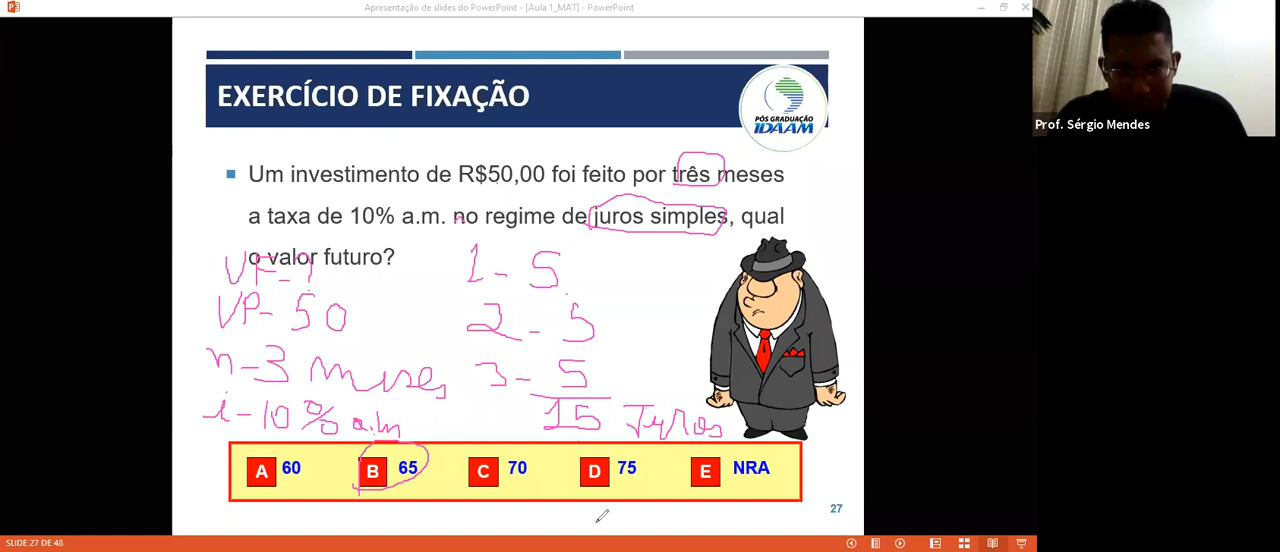 Apresentação de slides do PowerPoint - [Aula 1_MAT] - PowerPoint
EXERCÍCIO DE FIXAÇÃO
PÓS GRADUAÇÃO
IDAAM
Prof. Sérgio Mendes
Um investimento de R$50,00 foi feito por três meses
a taxa de 10% a.m. no regime de juros simples, qual
o valor futuro?
VF - ?
VP - 50
n - 3 meses
i - 10% a.m
1 - 5
2 - 5
3 - 5
15 Juros
A 60
B 65
C 70
D 75
E NRA
27
SLIDE 27 DE 48